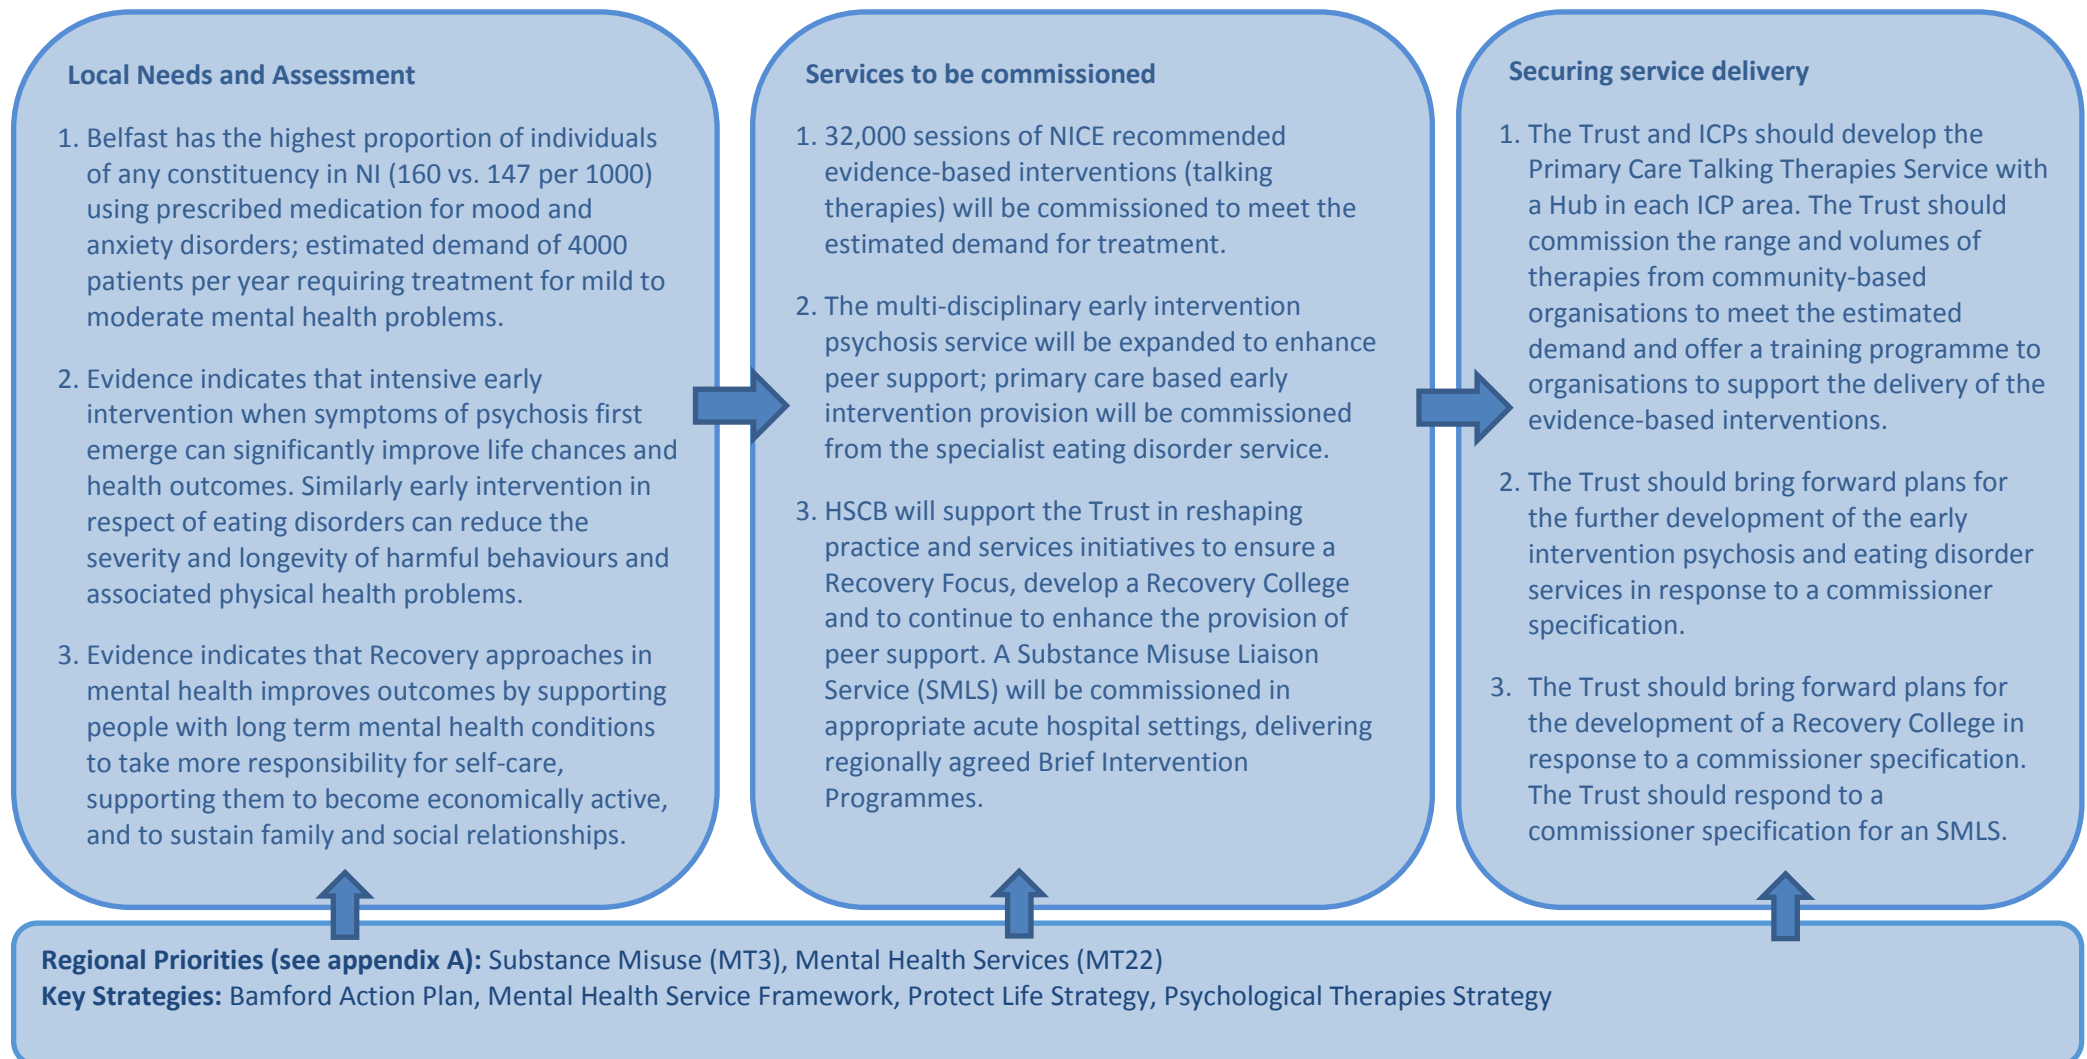 Local Needs and Assessment
1. Belfast has the highest proportion of individuals
of any constituency in NI (160 vs. 147 per 1000)
using prescribed medication for mood and
anxiety disorders; estimated demand of 4000
patients per year requiring treatment for mild to
moderate mental health problems.
2. Evidence indicates that intensive early
intervention when symptoms of psychosis first
emerge can significantly improve life chances and
health outcomes. Similarly early intervention in
respect of eating disorders can reduce the
severity and longevity of harmful behaviours and
associated physical health problems.
3. Evidence indicates that Recovery approaches in
mental health improves outcomes by supporting
people with long term mental health conditions
to take more responsibility for self-care,
supporting them to become economically active,
and to sustain family and social relationships.
Services to be commissioned
1. 32,000 sessions of NICE recommended
evidence-based interventions (talking
therapies) will be commissioned to meet the
estimated demand for treatment.
2. The multi-disciplinary early intervention
psychosis service will be expanded to enhance
peer support; primary care based early
intervention provision will be commissioned
from the specialist eating disorder service.
3. HSCB will support the Trust in reshaping
practice and services initiatives to ensure a
Recovery Focus, develop a Recovery College
and to continue to enhance the provision of
peer support. A Substance Misuse Liaison
Service (SMLS) will be commissioned in
appropriate acute hospital settings, delivering
regionally agreed Brief Intervention
Programmes.
Securing service delivery
1. The Trust and ICPs should develop the
Primary Care Talking Therapies Service with
a Hub in each ICP area. The Trust should
commission the range and volumes of
therapies from community-based
organisations to meet the estimated
demand and offer a training programme to
organisations to support the delivery of the
evidence-based interventions.
2. The Trust should bring forward plans for
the further development of the early
intervention psychosis and eating disorder
services in response to a commissioner
specification.
3. The Trust should bring forward plans for
the development of a Recovery College in
response to a commissioner specification.
The Trust should respond to a
commissioner specification for an SMLS.
Regional Priorities (see appendix A): Substance Misuse (MT3), Mental Health Services (MT22)
Key Strategies: Bamford Action Plan, Mental Health Service Framework, Protect Life Strategy, Psychological Therapies Strategy